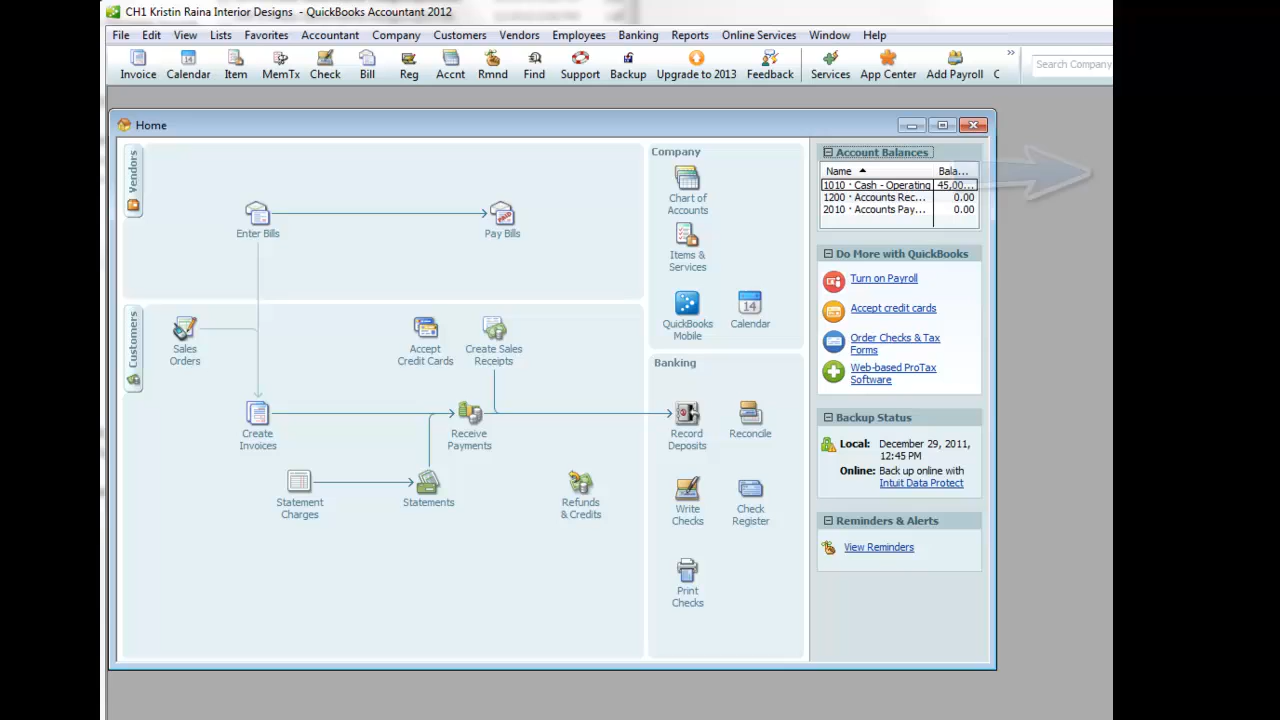 CH1 Kristin Raina Interior Designs - QuickBooks Accountant 2012
File Edit View Lists Favorites Accountant Company Customers Vendors Employees Banking Reports Online Services Window Help
Invoice Calendar Item MemTx Check Bill Reg Accnt Rmnd Find Support Backup Upgrade to 2013 Feedback Services App Center Add Payroll C
Search Company
Home
Vendors
Enter Bills
Pay Bills
Customers
Sales
Orders
Accept
Credit Cards
Create Sales
Receipts
Create
Invoices
Receive
Payments
Statement
Charges
Statements
Refunds
& Credits
Company
Chart of
Accounts
Items &
Services
QuickBooks
Mobile
14
Calendar
Banking
Record
Deposits
Reconcile
Write
Checks
Check
Register
Print
Checks
Account Balances
Name Bala...
1010 · Cash - Operating 45,00...
1200 · Accounts Rec... 0.00
2010 · Accounts Pay... 0.00
Do More with QuickBooks
Turn on Payroll
Accept credit cards
Order Checks & Tax
Forms
Web-based ProTax
Software
Backup Status
Local: December 29, 2011,
12:45 PM
Online: Back up online with
Intuit Data Protect
Reminders & Alerts
View Reminders